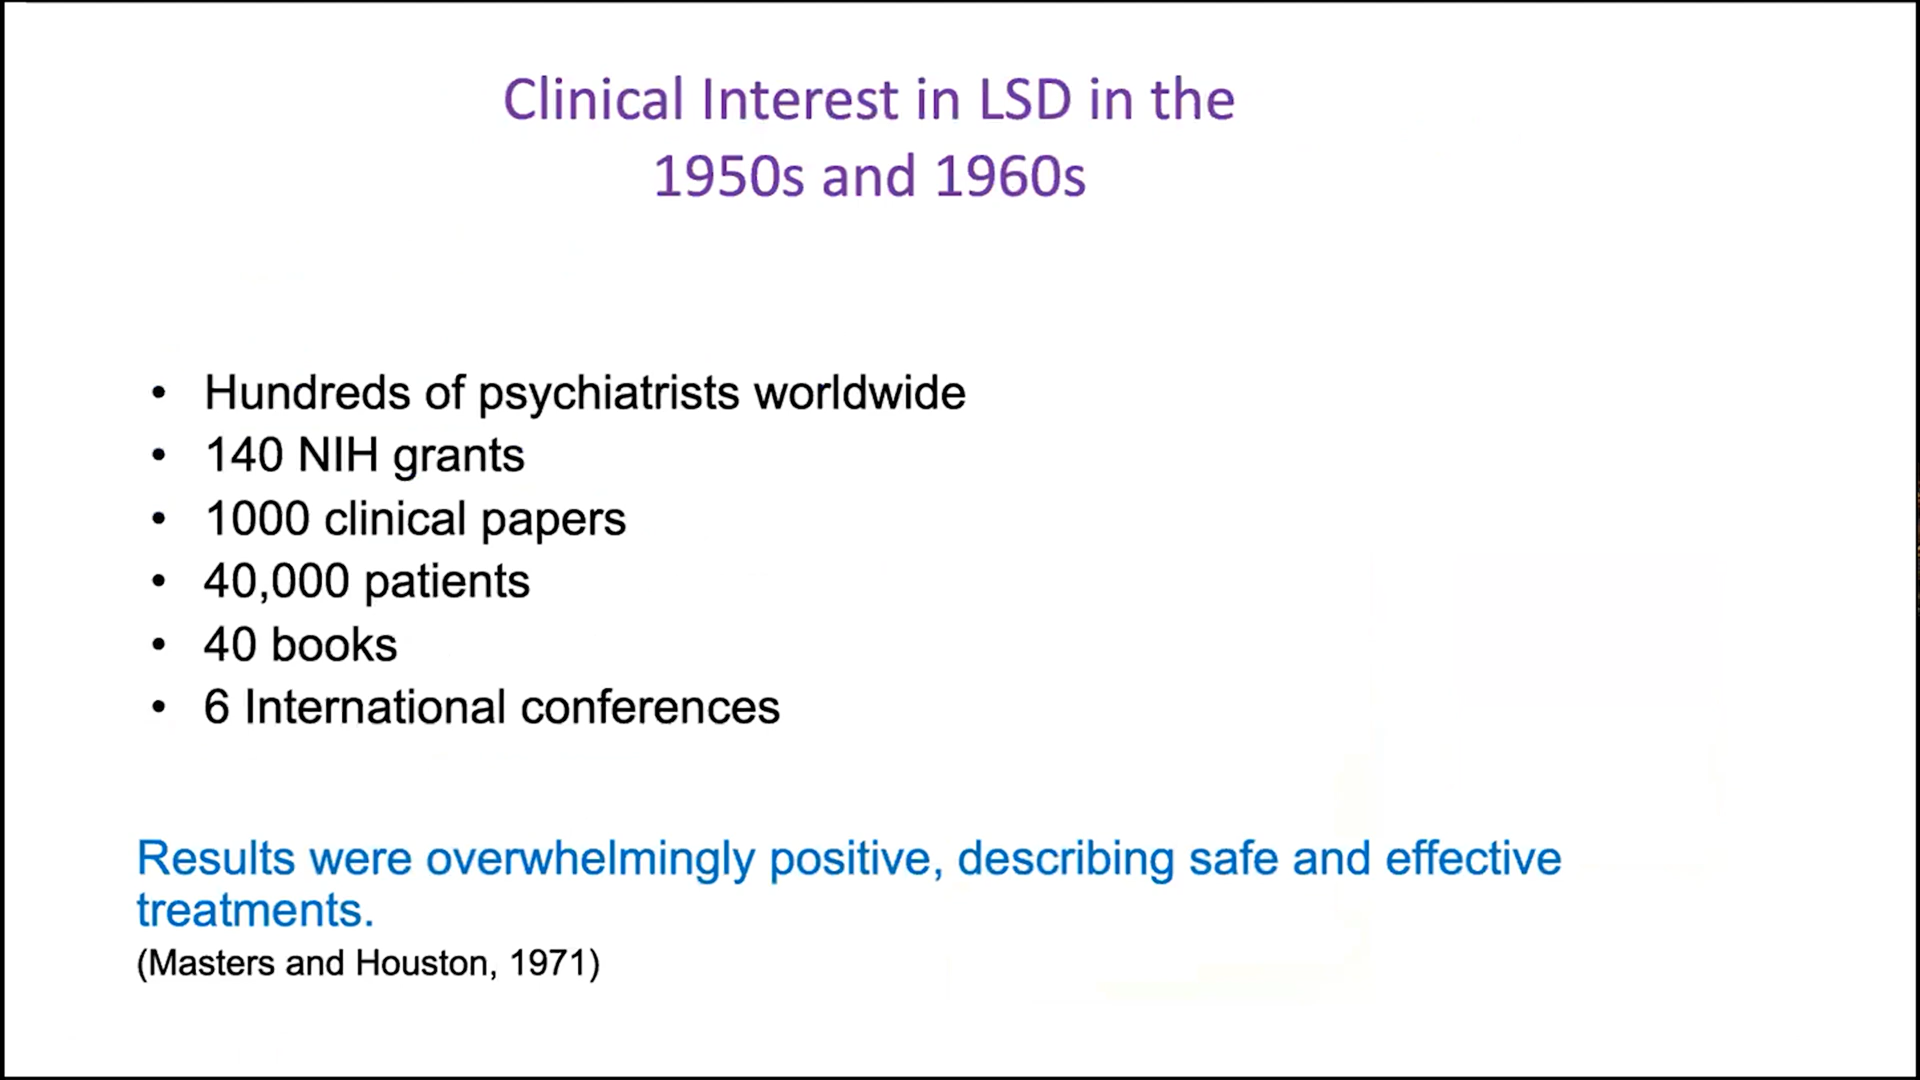 Clinical Interest in LSD in the
1950s and 1960s
• Hundreds of psychiatrists worldwide
• 140 NIH grants
• 1000 clinical papers
• 40,000 patients
• 40 books
• 6 International conferences
Results were overwhelmingly positive, describing safe and effective
treatments.
(Masters and Houston, 1971)